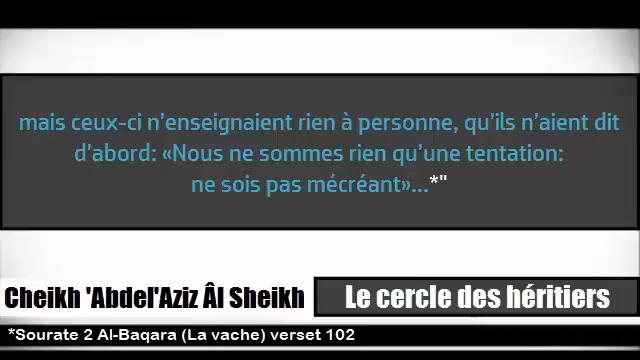 mais ceux-ci n'enseignaient rien à personne, qu'ils n'aient dit
d'abord: «Nous ne sommes rien qu'une tentation:
ne sois pas mécréant»...*"
Cheikh 'Abdel'Aziz Âl Sheikh
Le cercle des héritiers
*Sourate 2 Al-Baqara (La vache) verset 102